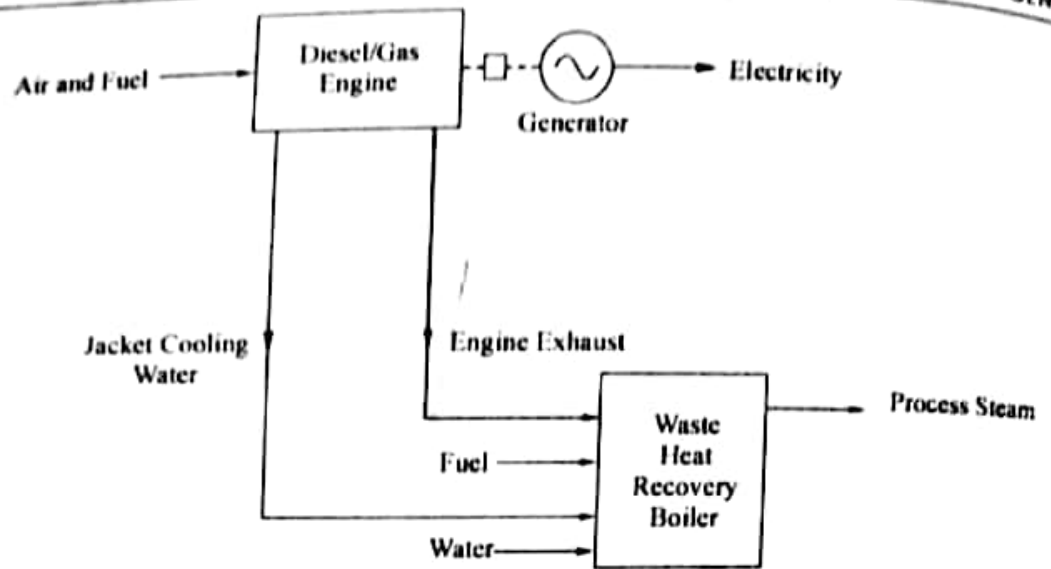 Diesel/Gas
Engine
Air and Fuel
Electricity
Generator
Jacket Cooling
Water
Engine Exhaust
Process Steam
Waste
Heat
Recovery
Boiler
Fuel
Water